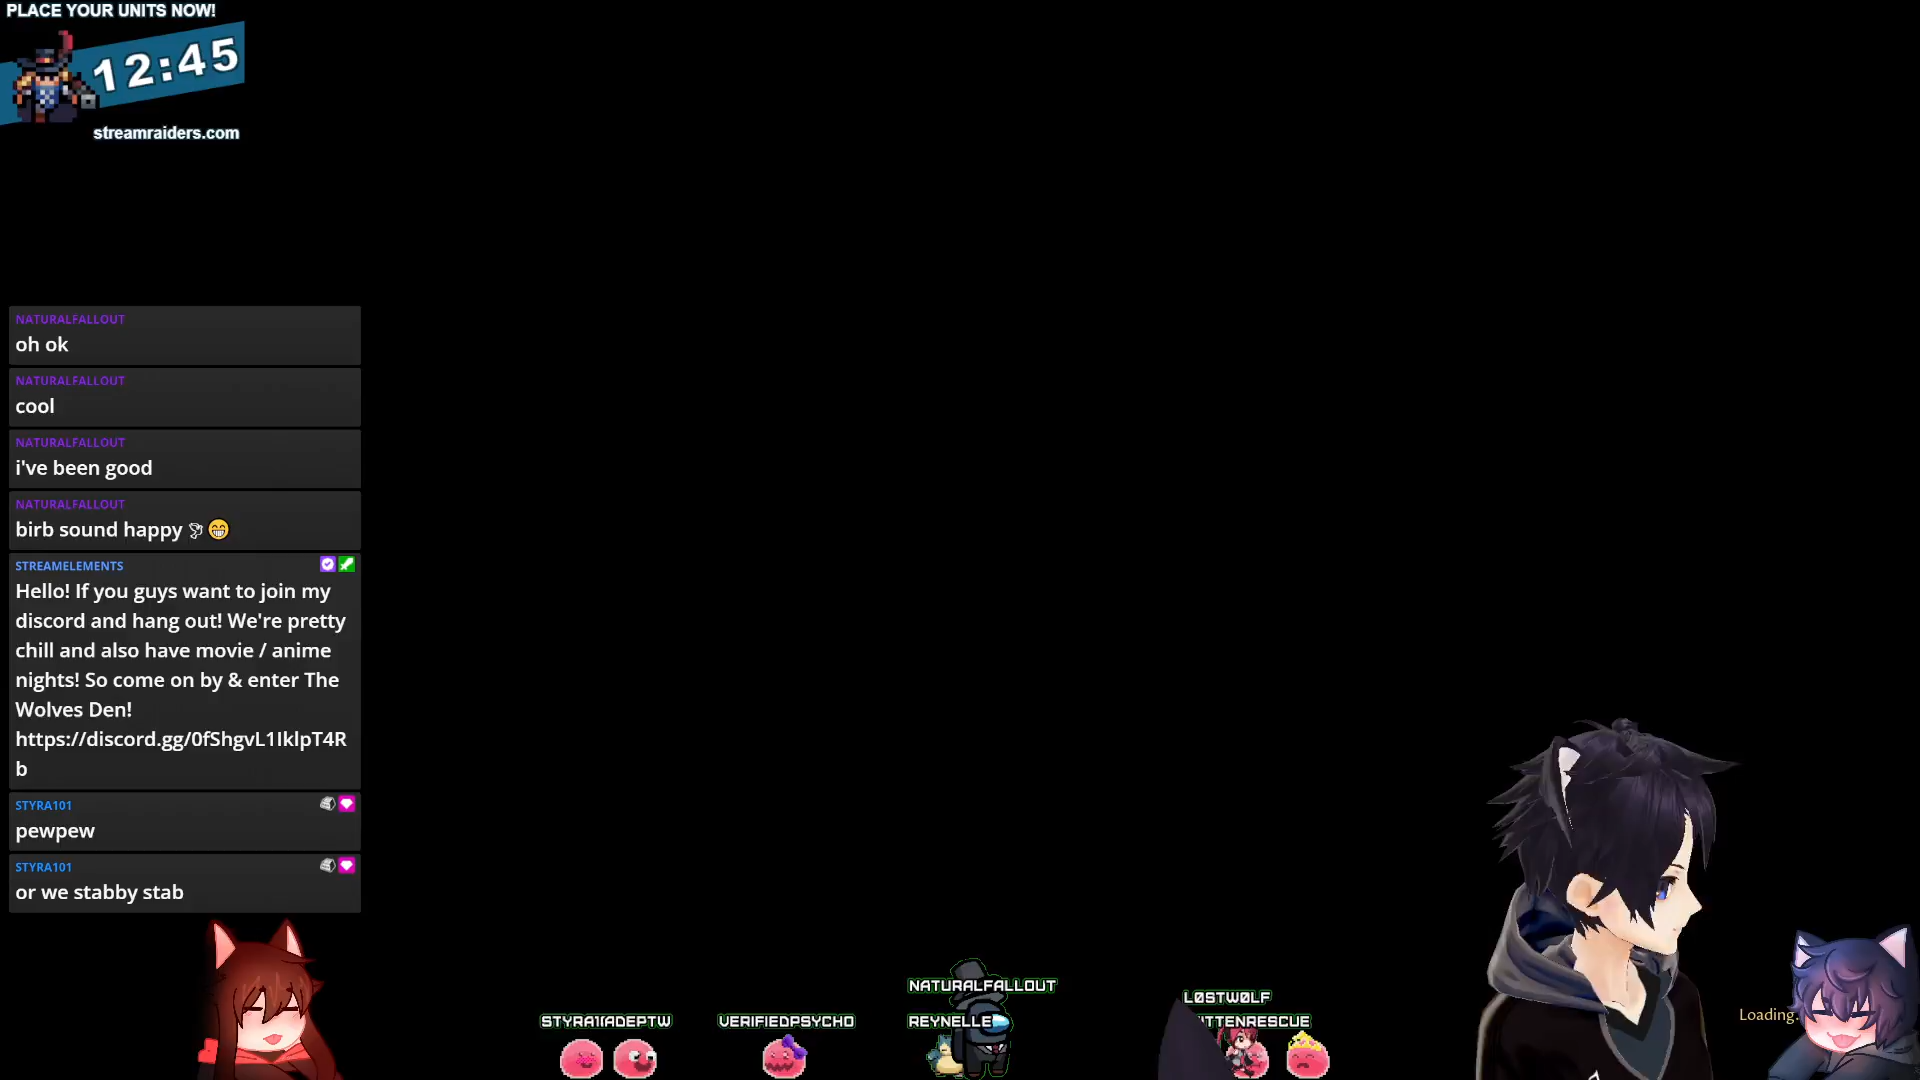 PLACE YOUR UNITS NOW!
12:45
streamraiders.com
NATURALFALLOUT
oh ok
NATURALFALLOUT
cool
NATURALFALLOUT
i've been good
NATURALFALLOUT
birb sound happy 🕊😁
STREAMELEMENTS
Hello! If you guys want to join my
discord and hang out! We're pretty
chill and also have movie / anime
nights! So come on by & enter The
Wolves Den!
https://discord.gg/0fShgvL1IklpT4R
b
STYRA101
pewpew
STYRA101
or we stabby stab
NATURALFALLOUT
L0STW0LF
VERIFIEDPSYCHO
REYNELLE
Loading.